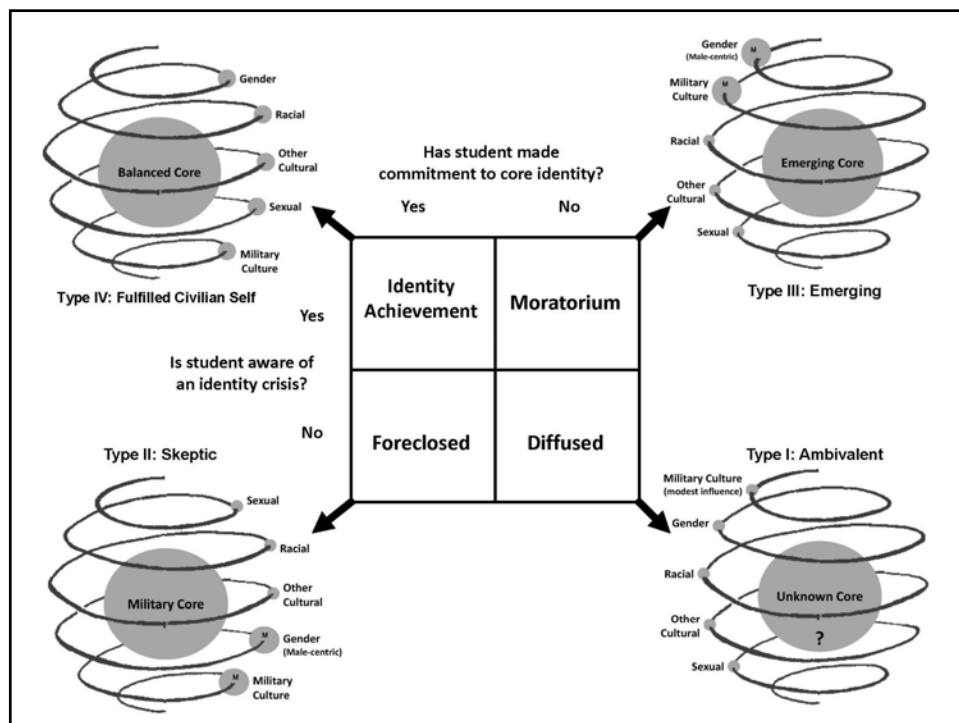 Gender
Racial
Other
Cultural
Balanced Core
Sexual
Military
Culture
Type IV: Fulfilled Civilian Self
Has student made
commitment to core identity?
Yes
No
Gender
(Male-centric)
M
Military
Culture
M
Racial
Emerging Core
Other
Cultural
Sexual
Type III: Emerging
Is student aware of
an identity crisis?
Yes
No
Identity
Achievement
Moratorium
Foreclosed
Diffused
Type II: Skeptic
Sexual
Racial
Other
Cultural
Military Core
M
Gender
(Male-centric)
M
Military
Culture
Type I: Ambivalent
Military Culture
(modest influence)
Gender
Racial
Unknown Core
?
Other
Cultural
Sexual